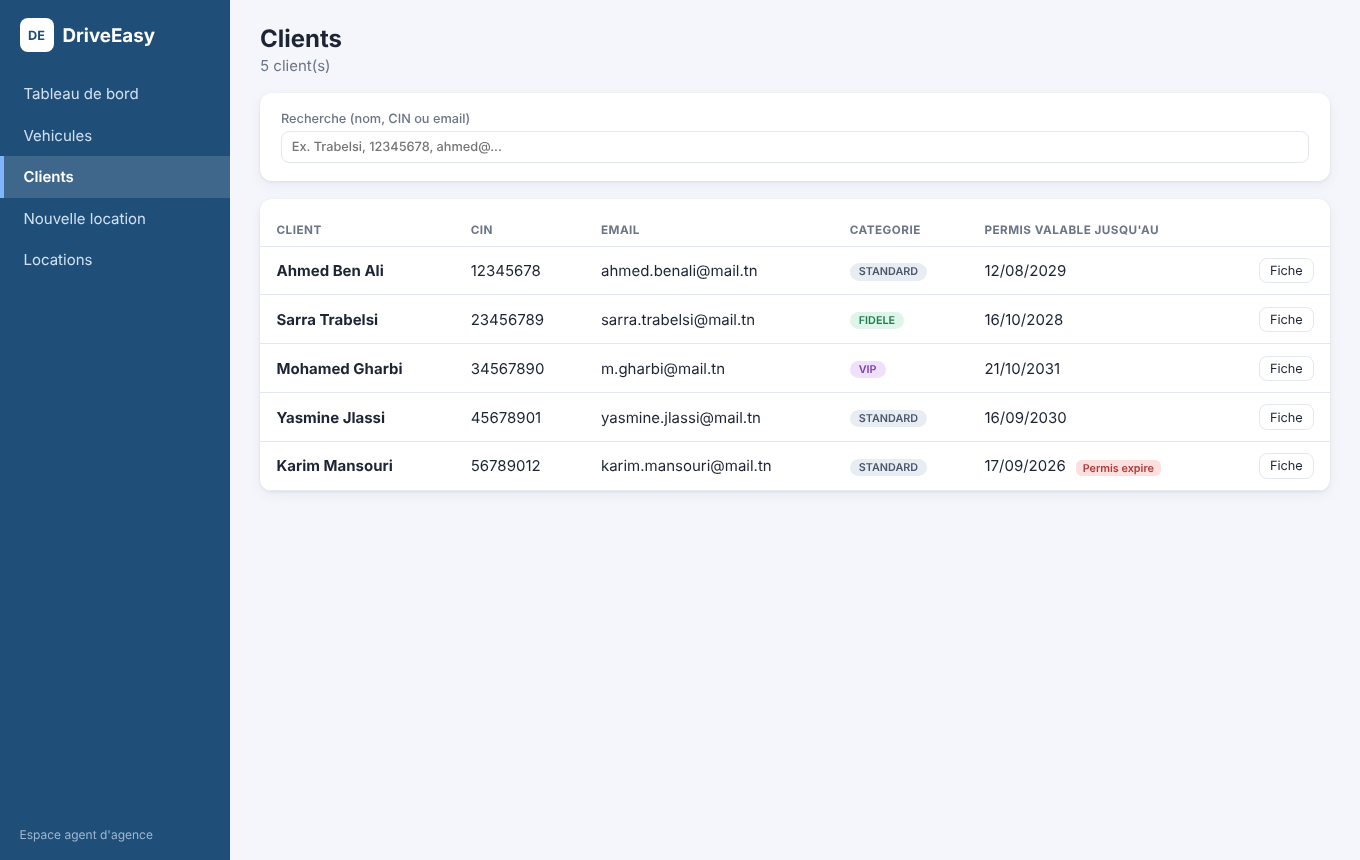 DE DriveEasy
Tableau de bord
Vehicules
Clients
Nouvelle location
Locations
Espace agent d'agence
Clients
5 client(s)
Recherche (nom, CIN ou email)
Ex. Trabelsi, 12345678, ahmed@...
CLIENT CIN EMAIL CATEGORIE PERMIS VALABLE JUSQU'AU
Ahmed Ben Ali 12345678 ahmed.benali@mail.tn STANDARD 12/08/2029 Fiche
Sarra Trabelsi 23456789 sarra.trabelsi@mail.tn FIDELE 16/10/2028 Fiche
Mohamed Gharbi 34567890 m.gharbi@mail.tn VIP 21/10/2031 Fiche
Yasmine Jlassi 45678901 yasmine.jlassi@mail.tn STANDARD 16/09/2030 Fiche
Karim Mansouri 56789012 karim.mansouri@mail.tn STANDARD 17/09/2026 Permis expire Fiche